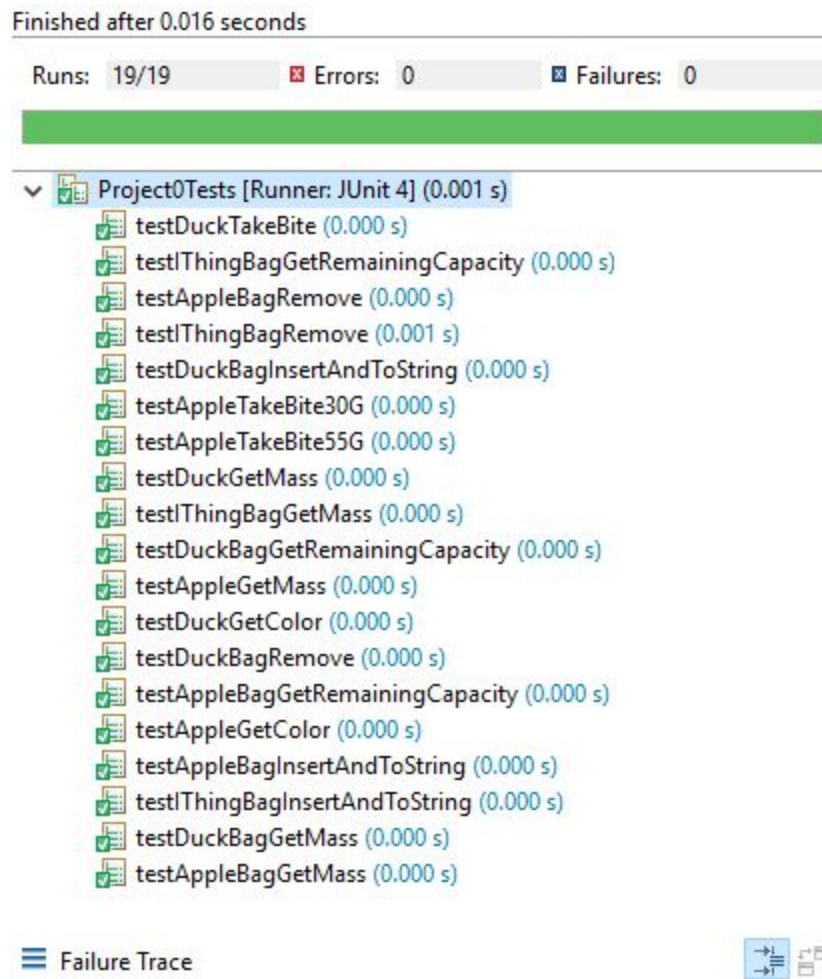 Finished after 0.016 seconds
Runs: 19/19 Errors: 0 Failures: 0
Project0Tests [Runner: JUnit 4] (0.001 s)
testDuckTakeBite (0.000 s)
testIThingBagGetRemainingCapacity (0.000 s)
testAppleBagRemove (0.000 s)
testIThingBagRemove (0.001 s)
testDuckBagInsertAndToString (0.000 s)
testAppleTakeBite30G (0.000 s)
testAppleTakeBite55G (0.000 s)
testDuckGetMass (0.000 s)
testIThingBagGetMass (0.000 s)
testDuckBagGetRemainingCapacity (0.000 s)
testAppleGetMass (0.000 s)
testDuckGetColor (0.000 s)
testDuckBagRemove (0.000 s)
testAppleBagGetRemainingCapacity (0.000 s)
testAppleGetColor (0.000 s)
testAppleBagInsertAndToString (0.000 s)
testIThingBagInsertAndToString (0.000 s)
testDuckBagGetMass (0.000 s)
testAppleBagGetMass (0.000 s)
Failure Trace